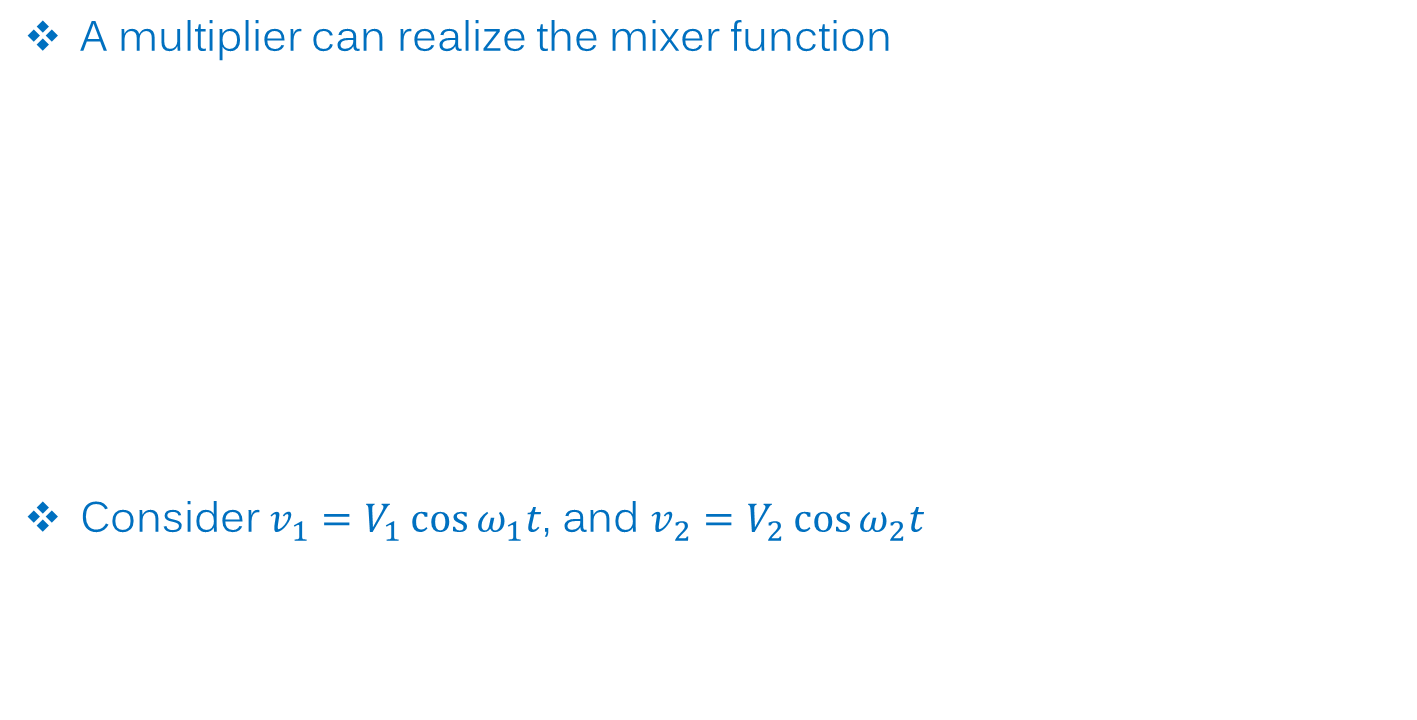 ❖ A multiplier can realize the mixer function
❖ Consider 𝑣₁ = 𝑉₁ cos 𝜔₁𝑡, and 𝑣₂ = 𝑉₂ cos 𝜔₂𝑡